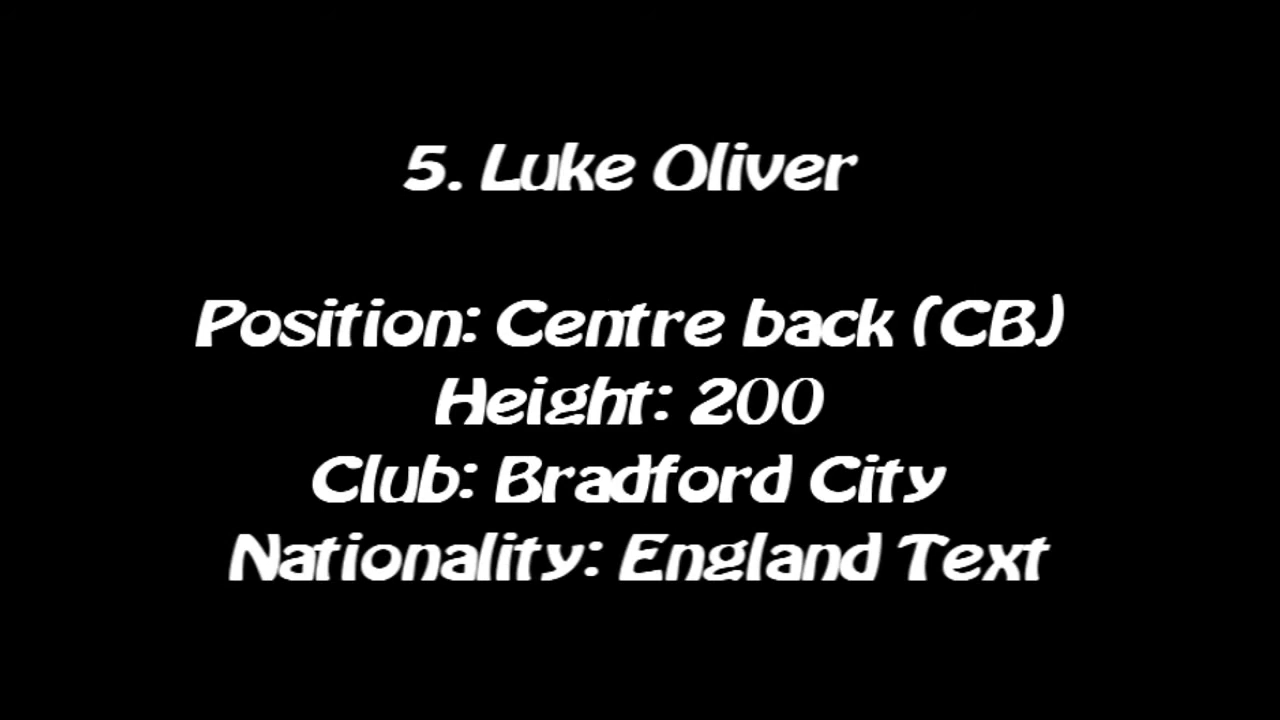 5. Luke Oliver
Position: Centre back (CB)
Height: 200
Club: Bradford City
Nationality: England Text